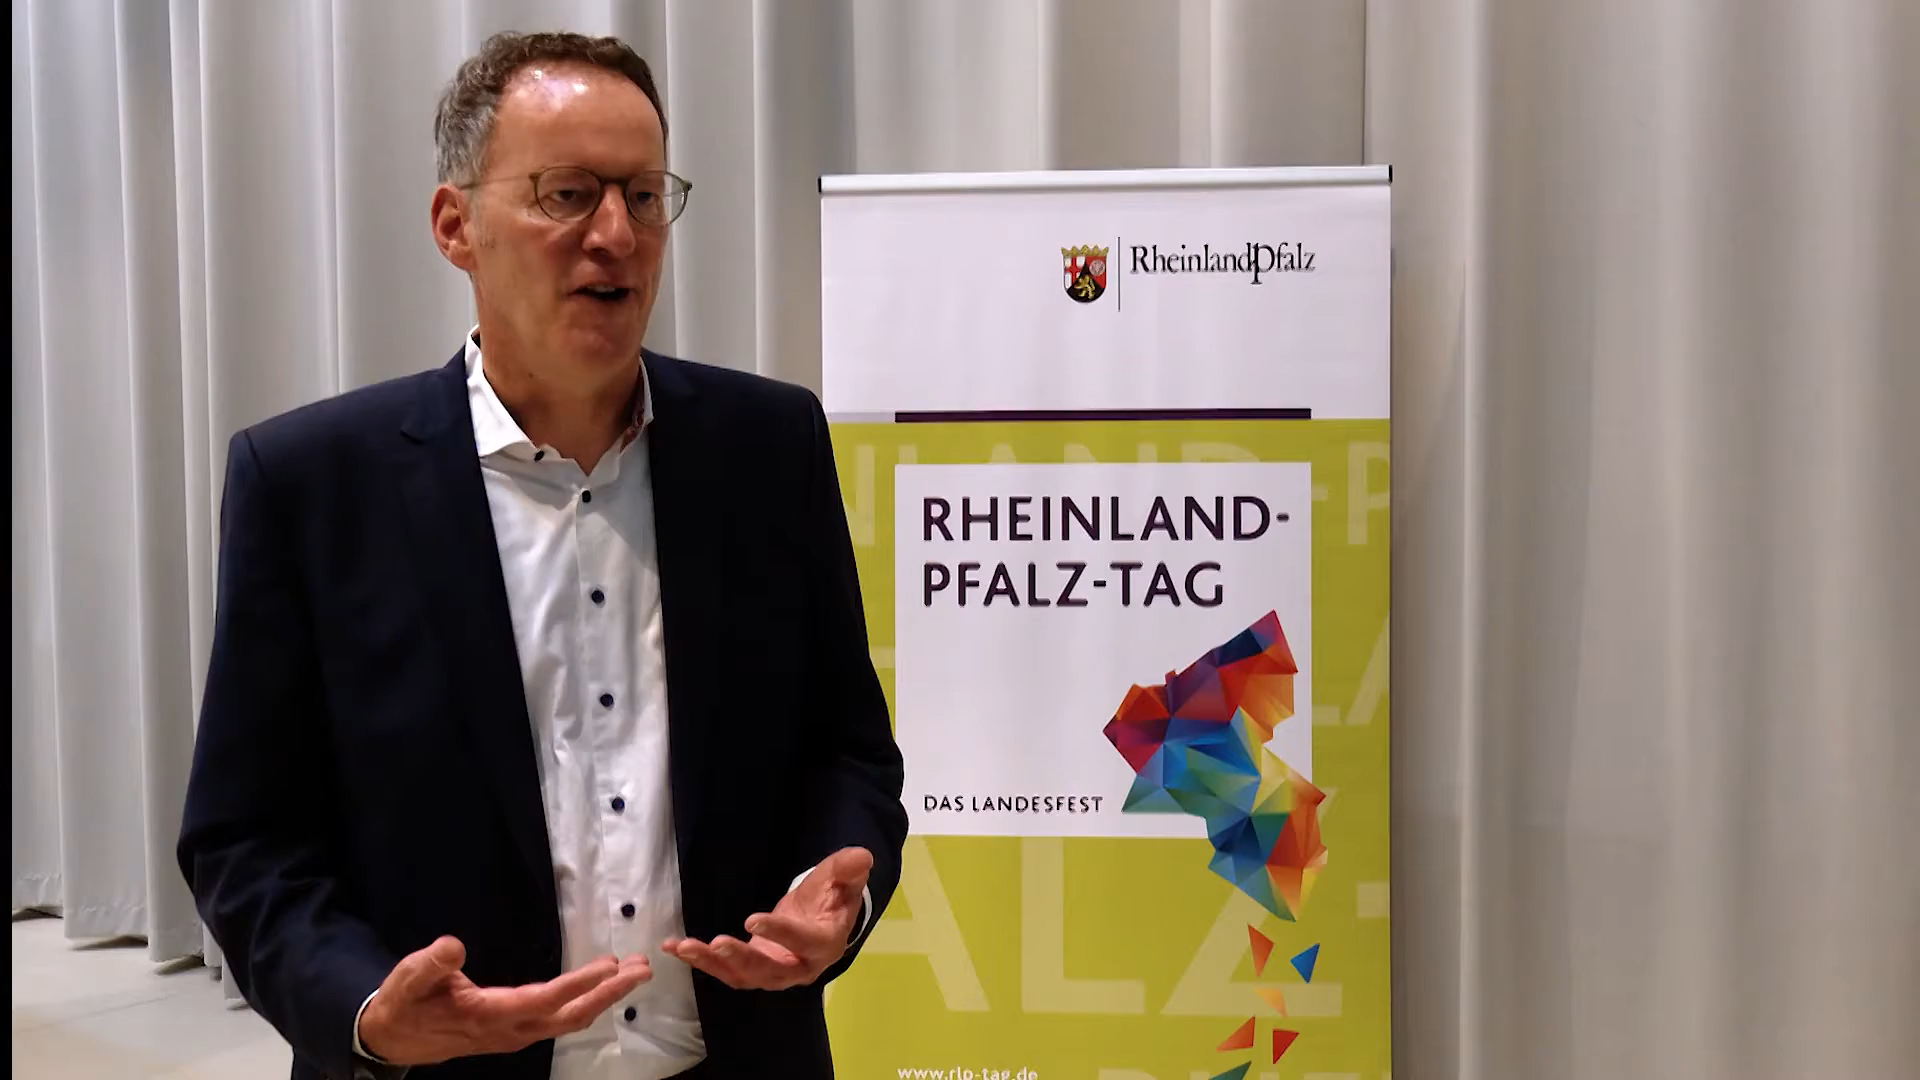 RheinlandPfalz
RHEINLAND-
PFALZ-TAG
DAS LANDESFEST
www.rlp-tag.de